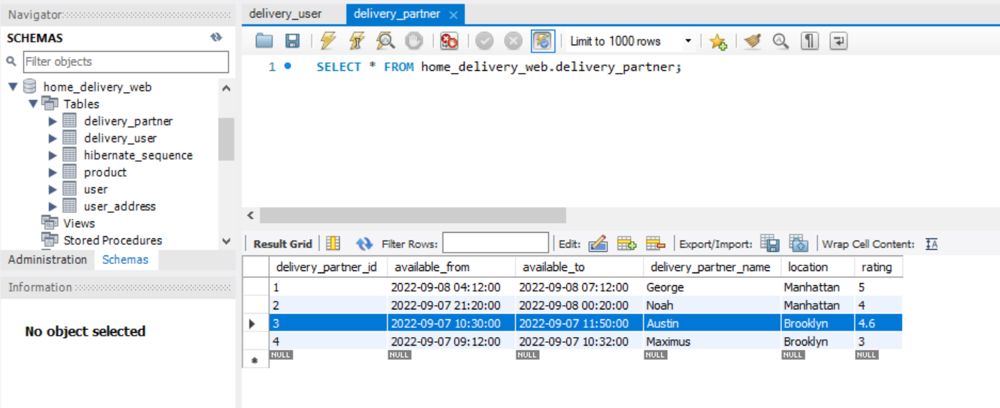 Navigator
SCHEMAS
Filter objects
home_delivery_web
Tables
delivery_partner
delivery_user
hibernate_sequence
product
user
user_address
Views
Stored Procedures
Administration Schemas
Information
No object selected
delivery_user delivery_partner ×
Limit to 1000 rows
1 SELECT * FROM home_delivery_web.delivery_partner;
Result Grid Filter Rows: Edit: Export/Import: Wrap Cell Content: IA
delivery_partner_id available_from available_to delivery_partner_name location rating
1 2022-09-08 04:12:00 2022-09-08 07:12:00 George Manhattan 5
2 2022-09-07 21:20:00 2022-09-08 00:20:00 Noah Manhattan 4
3 2022-09-07 10:30:00 2022-09-07 11:50:00 Austin Brooklyn 4.6
4 2022-09-07 09:12:00 2022-09-07 10:32:00 Maximus Brooklyn 3
NULL NULL NULL NULL NULL NULL